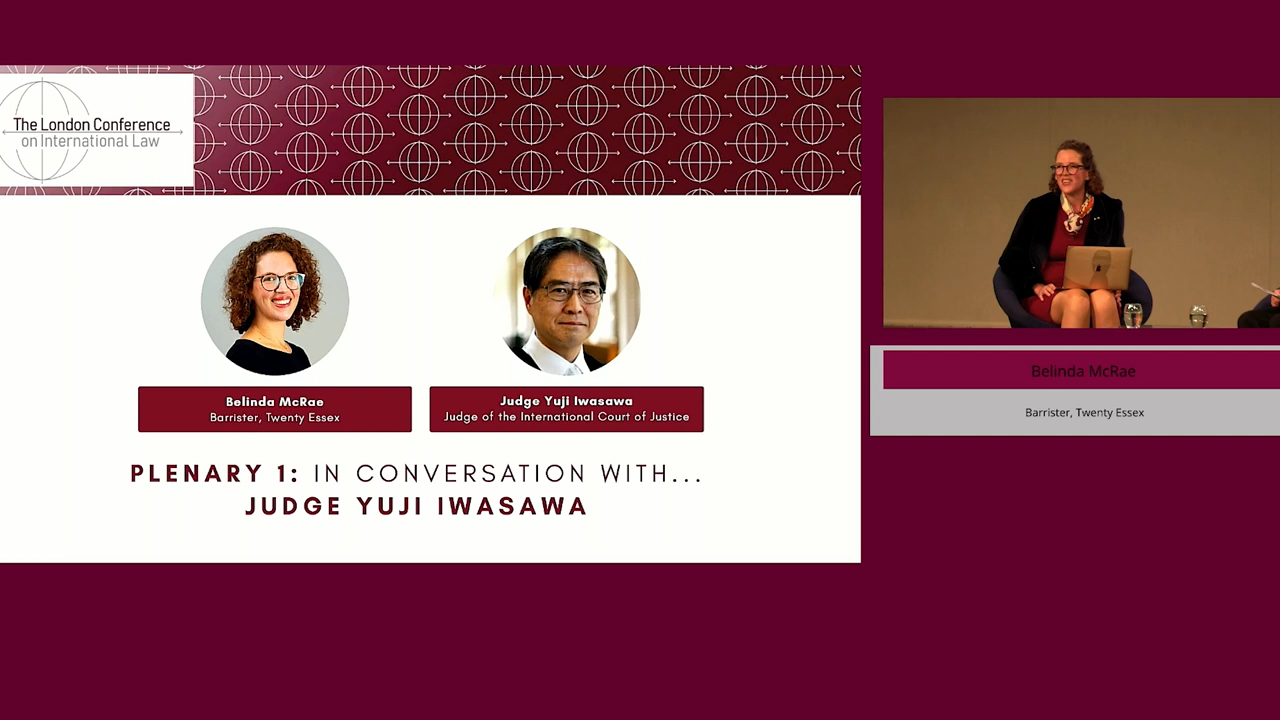 The London Conference
on International Law
Belinda McRae
Barrister, Twenty Essex
Judge Yuji Iwasawa
Judge of the International Court of Justice
PLENARY 1: IN CONVERSATION WITH...
JUDGE YUJI IWASAWA
Belinda McRae
Barrister, Twenty Essex